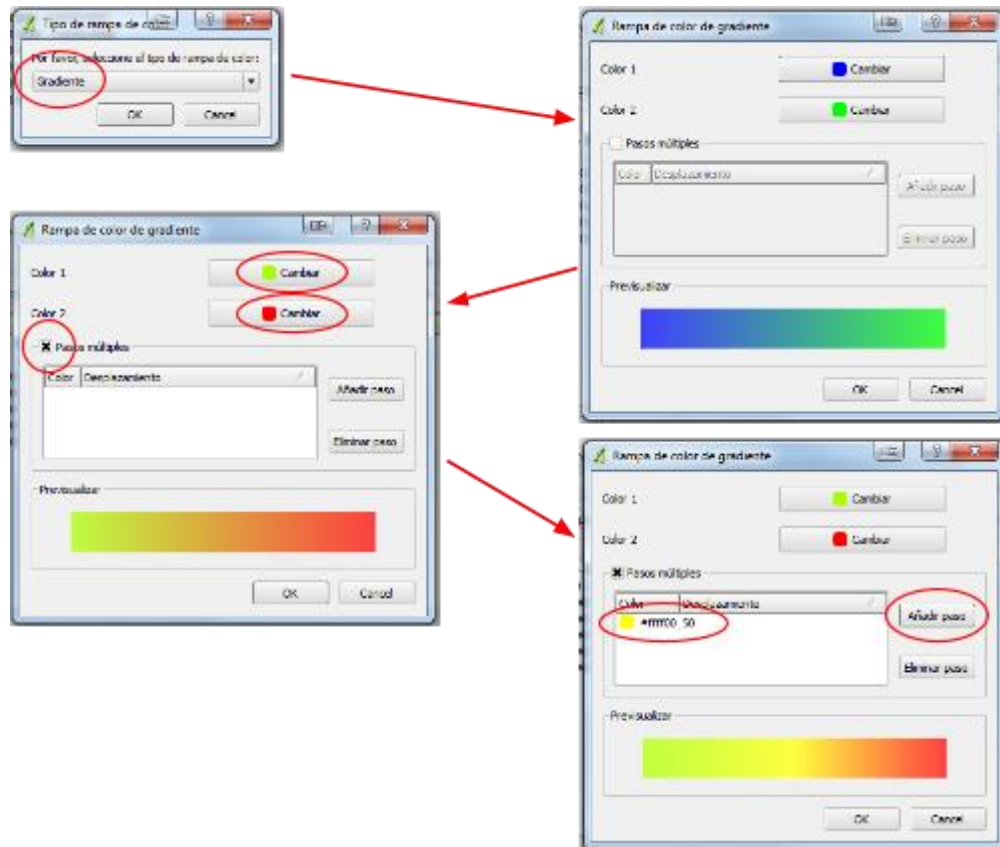 Tipo de rampa de color
Por favor, seleccione el tipo de rampa de color:
Gradiente
OK Cancel
Rampa de color de gradiente
Color 1 Cambiar
Color 2 Cambiar
Pasos múltiples
Color Desplazamiento
Añadir paso
Eliminar paso
Previsualizar
OK Cancel
Rampa de color de gradiente
Color 1 Cambiar
Color 2 Cambiar
Pasos múltiples
Color Desplazamiento
Añadir paso
Eliminar paso
Previsualizar
OK Cancel
Rampa de color de gradiente
Color 1 Cambiar
Color 2 Cambiar
Pasos múltiples
Color Desplazamiento
#ffff00 50
Añadir paso
Eliminar paso
Previsualizar
OK Cancel